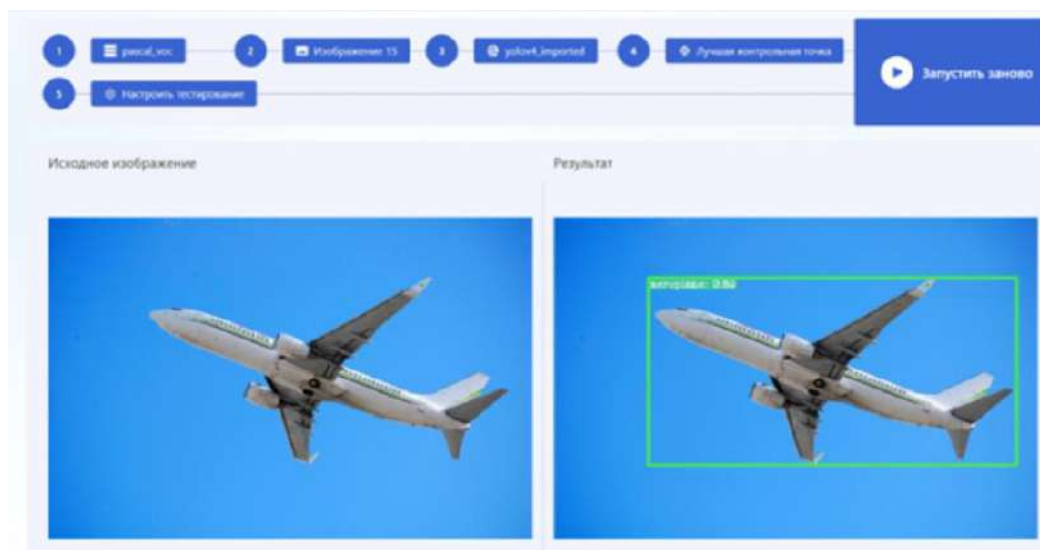 1 pascal_voc 2 Изображение 15 3 yolov4_imported 4 Лучшая контрольная точка
Запустить заново
5 Настроить тестирование
Исходное изображение
Результат
aeroplane: